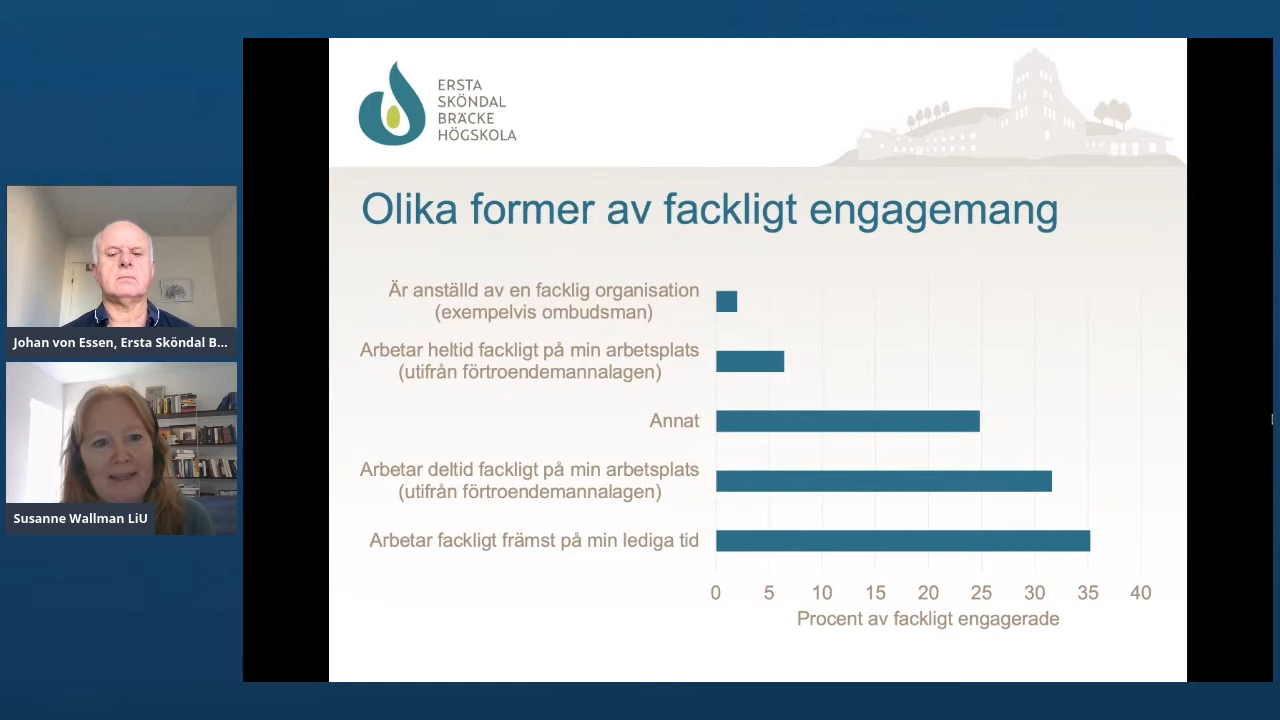 ERSTA
SKÖNDAL
BRÄCKE
HÖGSKOLA
Olika former av fackligt engagemang
Är anställd av en facklig organisation
(exempelvis ombudsman)
Arbetar heltid fackligt på min arbetsplats
(utifrån förtroendemannalagen)
Annat
Arbetar deltid fackligt på min arbetsplats
(utifrån förtroendemannalagen)
Arbetar fackligt främst på min lediga tid
0 5 10 15 20 25 30 35 40
Procent av fackligt engagerade
Johan von Essen, Ersta Sköndal B...
Susanne Wallman LiU